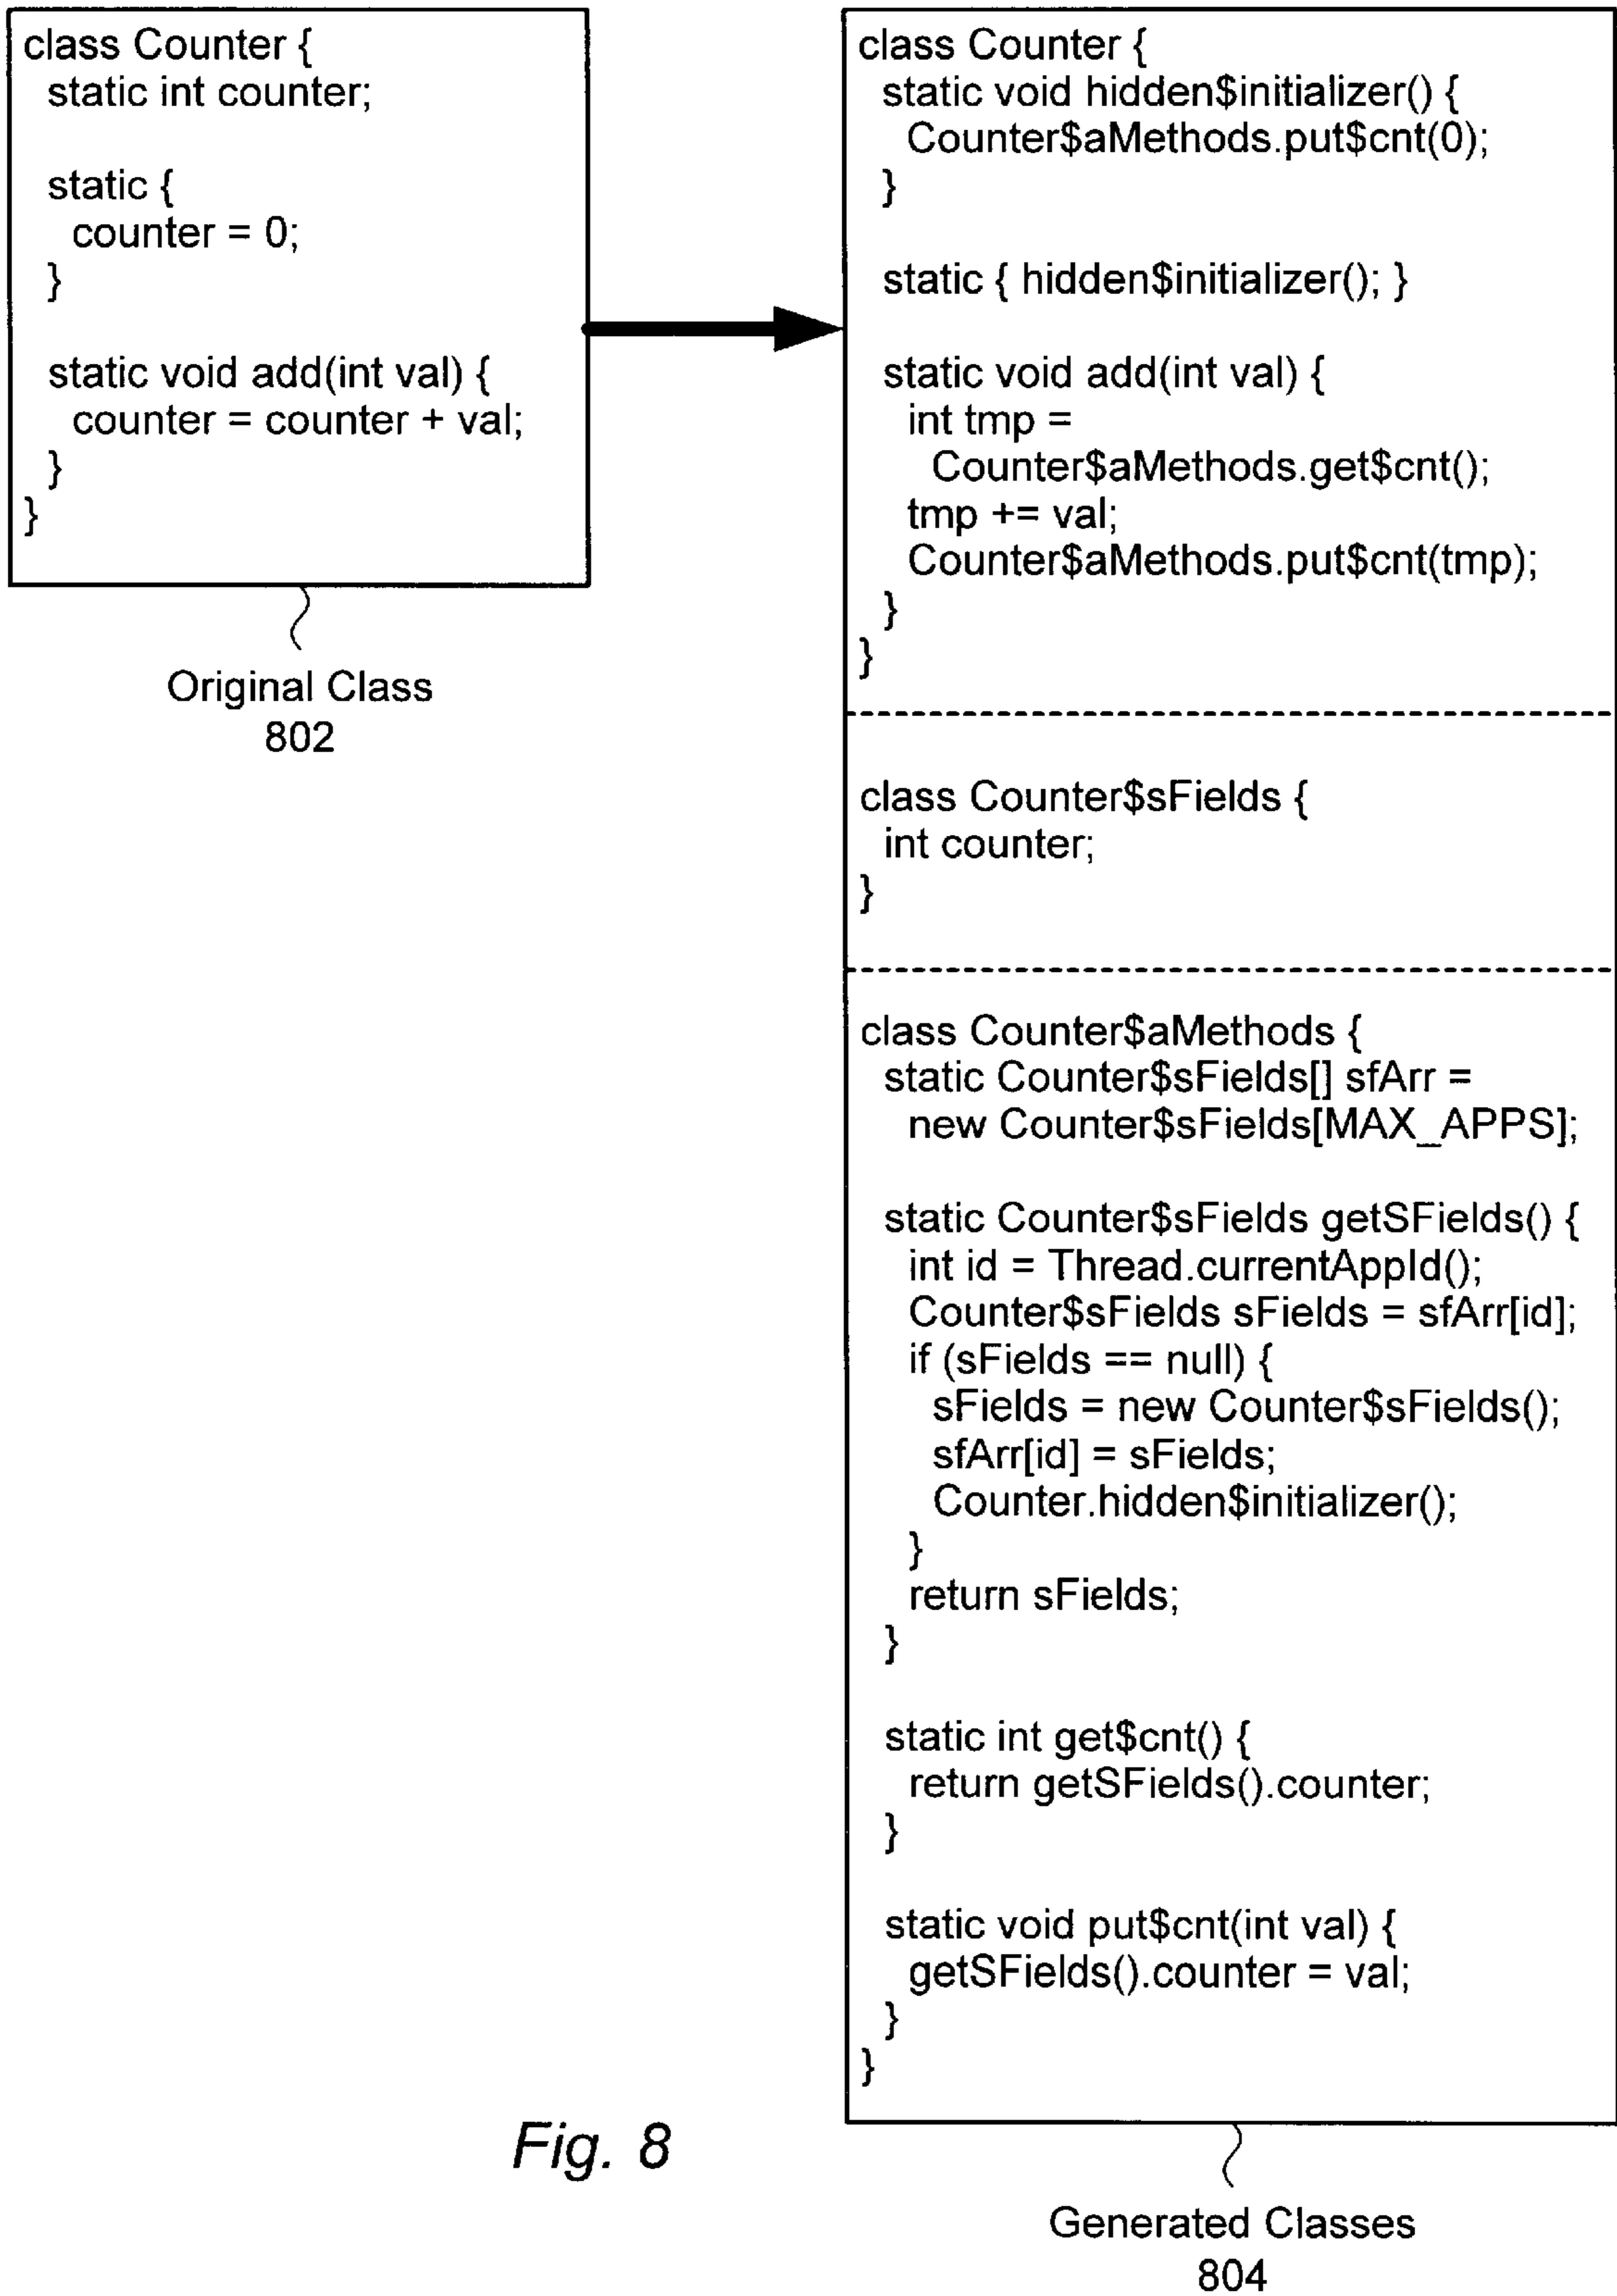 class Counter {
static int counter;
static {
counter = 0;
}
static void add(int val) {
counter = counter + val;
}
}
Original Class
802
class Counter {
static void hidden$initializer() {
Counter$aMethods.put$cnt(0);
}
static { hidden$initializer(); }
static void add(int val) {
int tmp =
Counter$aMethods.get$cnt();
tmp += val;
Counter$aMethods.put$cnt(tmp);
}
}
class Counter$sFields {
int counter;
}
class Counter$aMethods {
static Counter$sFields[] sfArr =
new Counter$sFields[MAX_APPS];
static Counter$sFields getSFields() {
int id = Thread.currentAppId();
Counter$sFields sFields = sfArr[id];
if (sFields == null) {
sFields = new Counter$sFields();
sfArr[id] = sFields;
Counter.hidden$initializer();
}
return sFields;
}
static int get$cnt() {
return getSFields().counter;
}
static void put$cnt(int val) {
getSFields().counter = val;
}
}
Fig. 8
Generated Classes
804